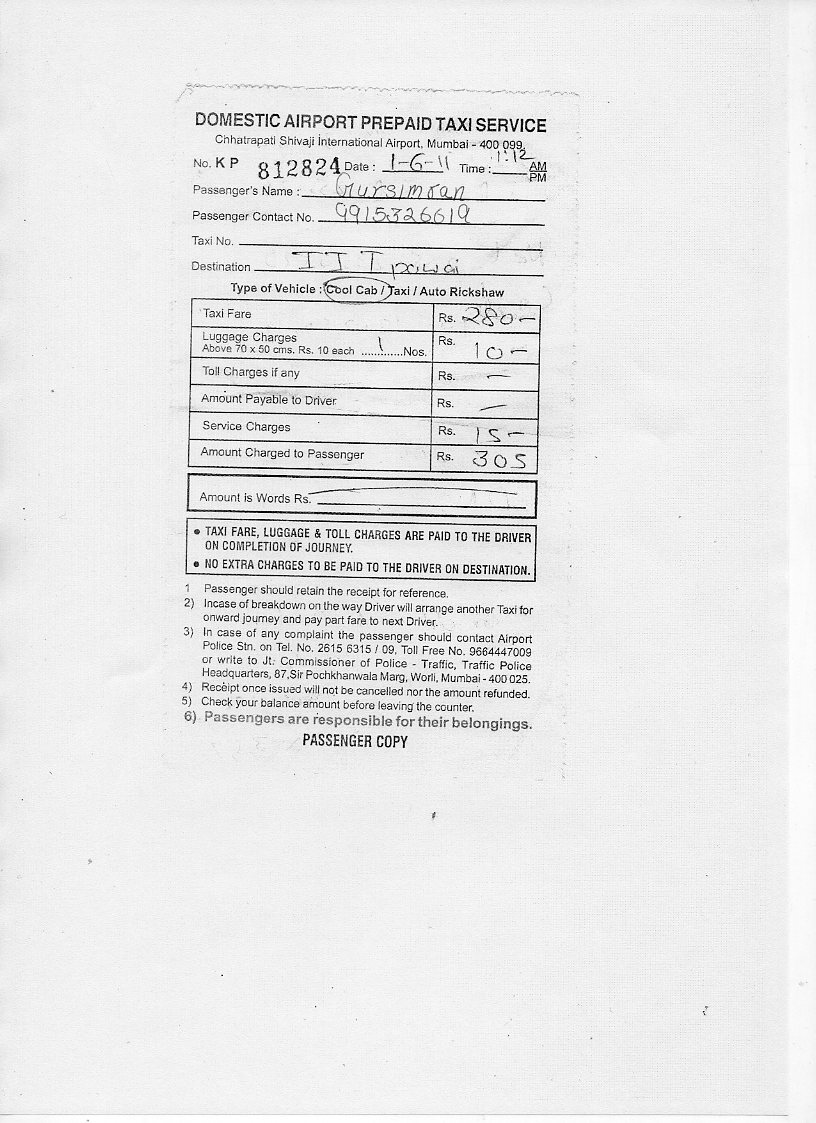 DOMESTIC AIRPORT PREPAID TAXI SERVICE
Chhatrapati Shivaji International Airport, Mumbai - 400 099.
No. K P 812824 Date : 1-6-11 Time : 1:12 AM
PM
Passenger's Name : Gursimran
Passenger Contact No. 9915326619
Taxi No.
Destination IIT powai
Type of Vehicle : Cool Cab / Taxi / Auto Rickshaw
Taxi Fare Rs. 280 -
Luggage Charges Rs. 10 -
Above 70 x 50 cms. Rs. 10 each ....1.......Nos.
Toll Charges if any Rs. -
Amount Payable to Driver Rs. -
Service Charges Rs. 15 -
Amount Charged to Passenger Rs. 305
Amount is Words Rs.
• TAXI FARE, LUGGAGE & TOLL CHARGES ARE PAID TO THE DRIVER
ON COMPLETION OF JOURNEY.
• NO EXTRA CHARGES TO BE PAID TO THE DRIVER ON DESTINATION.
1 Passenger should retain the receipt for reference.
2) Incase of breakdown on the way Driver will arrange another Taxi for
onward journey and pay part fare to next Driver.
3) In case of any complaint the passenger should contact Airport
Police Stn. on Tel. No. 2615 6315 / 09, Toll Free No. 9664447009
or write to Jt. Commissioner of Police - Traffic, Traffic Police
Headquarters, 87,Sir Pochkhanwala Marg, Worli, Mumbai - 400 025.
4) Receipt once issued will not be cancelled nor the amount refunded.
5) Check your balance amount before leaving the counter.
6) Passengers are responsible for their belongings.
PASSENGER COPY